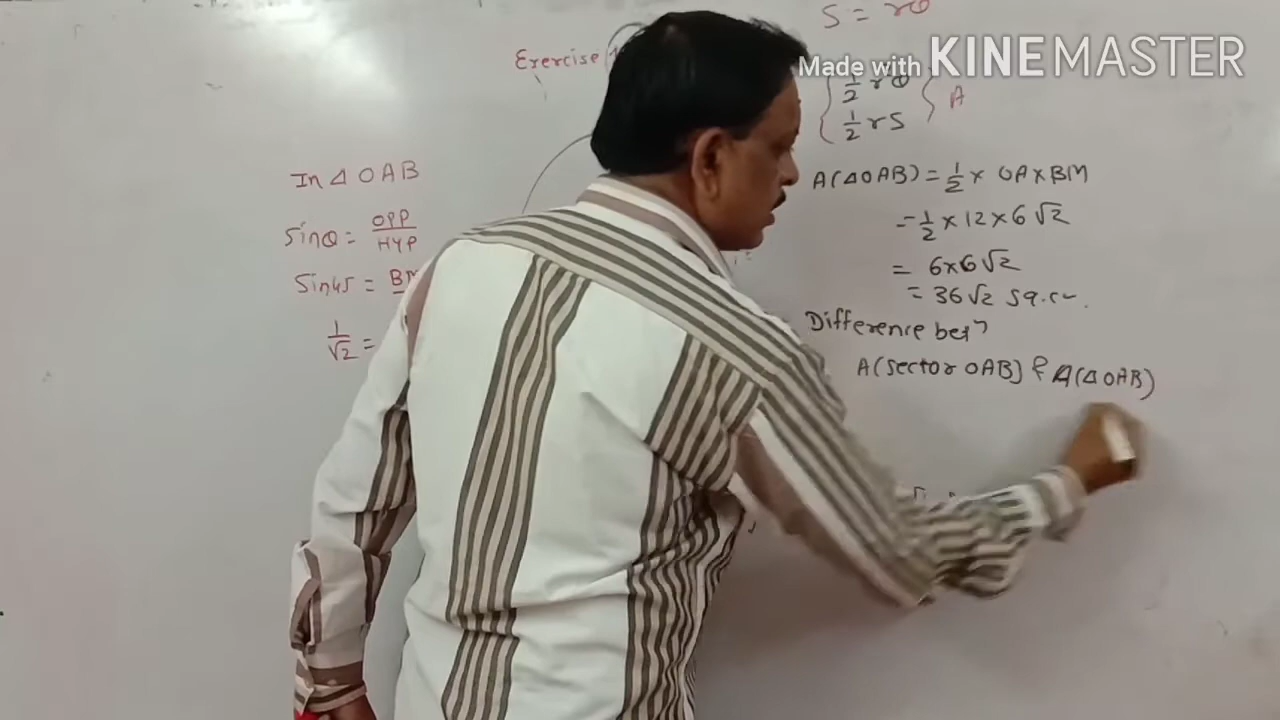 S = rθ
Exercise
Made with KINEMASTER
1/2 rθ
1/2 rS } A
In △ OAB
Sinθ = OPP/HYP
Sin45 = BM
1/√2 =
A(△OAB) = 1/2 × OA × BM
= 1/2 × 12 × 6√2
= 6×6√2
= 36√2 sq.cm.
Difference betⁿ
A(sector OAB) & A(△OAB)